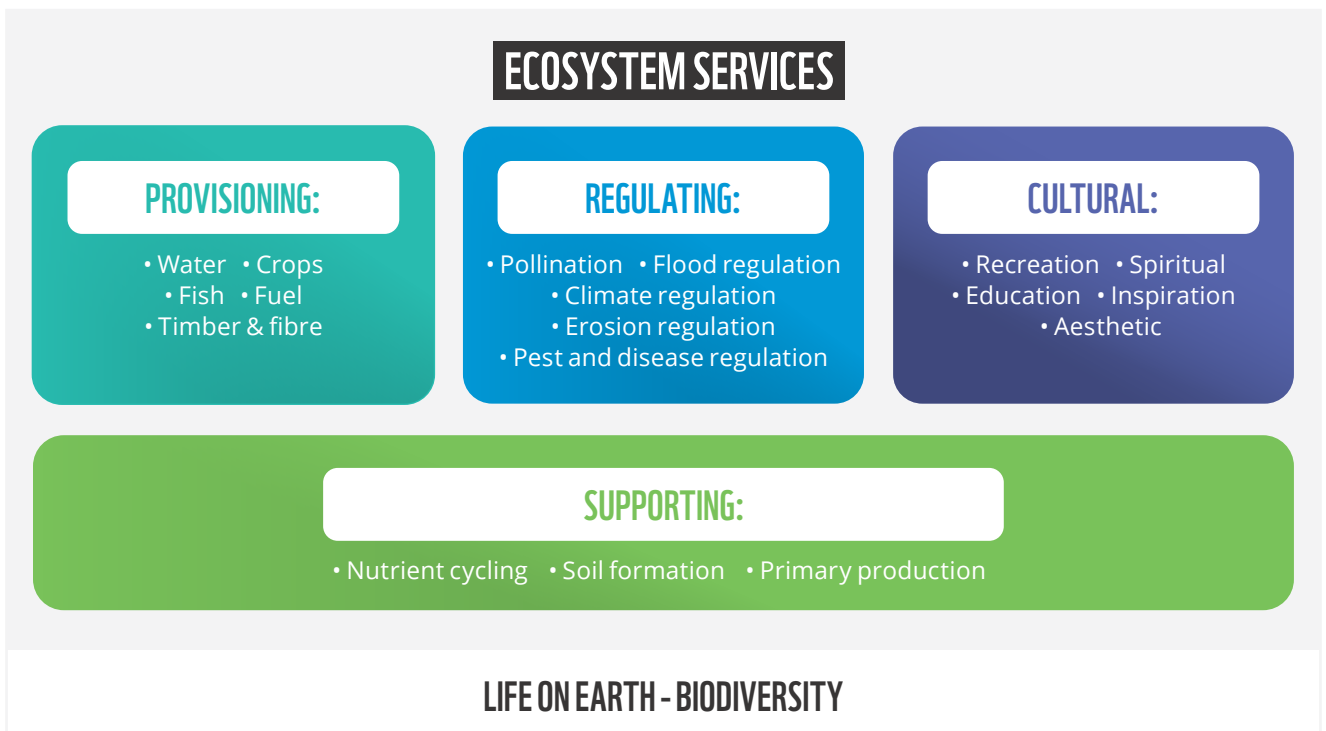 ECOSYSTEM SERVICES
PROVISIONING:
• Water • Crops
• Fish • Fuel
• Timber & fibre
REGULATING:
• Pollination • Flood regulation
• Climate regulation
• Erosion regulation
• Pest and disease regulation
CULTURAL:
• Recreation • Spiritual
• Education • Inspiration
• Aesthetic
SUPPORTING:
• Nutrient cycling • Soil formation • Primary production
LIFE ON EARTH - BIODIVERSITY